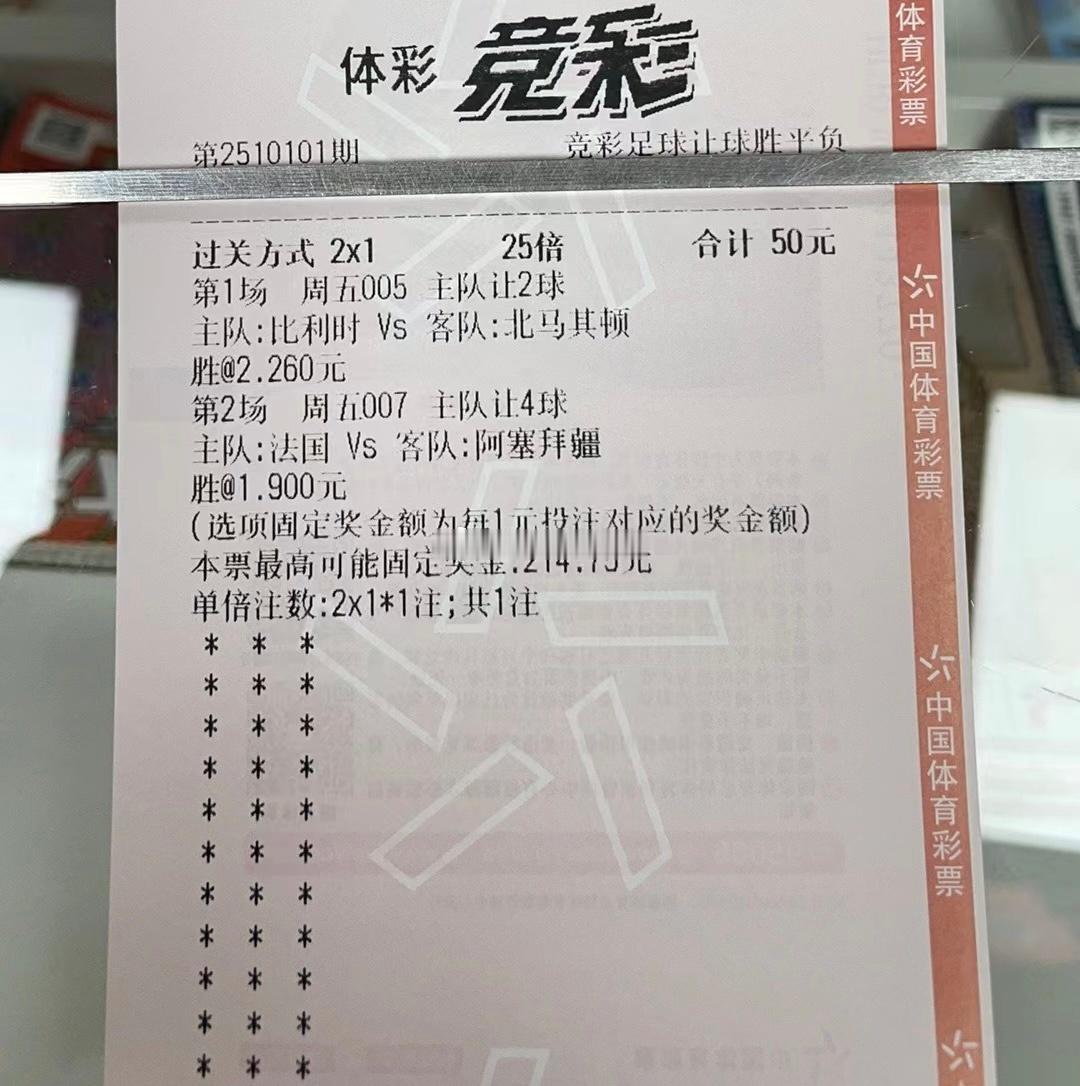 体彩 竞彩
第2510101期 竞彩足球让球胜平负
过关方式 2x1 25倍 合计 50元
第1场 周五005 主队让2球
主队:比利时 Vs 客队:北马其顿
胜@2.260元
第2场 周五007 主队让4球
主队:法国 Vs 客队:阿塞拜疆
胜@1.900元
(选项固定奖金额为每1元投注对应的奖金额)
本票最高可能固定奖金:214.75元
单倍注数:2x1*1注;共1注
* * *
* * *
* * *
* * *
* * *
* * *
* * *
* * *
* * *
* * *
* * *
体育彩票
中国体育彩票
中国体育彩票